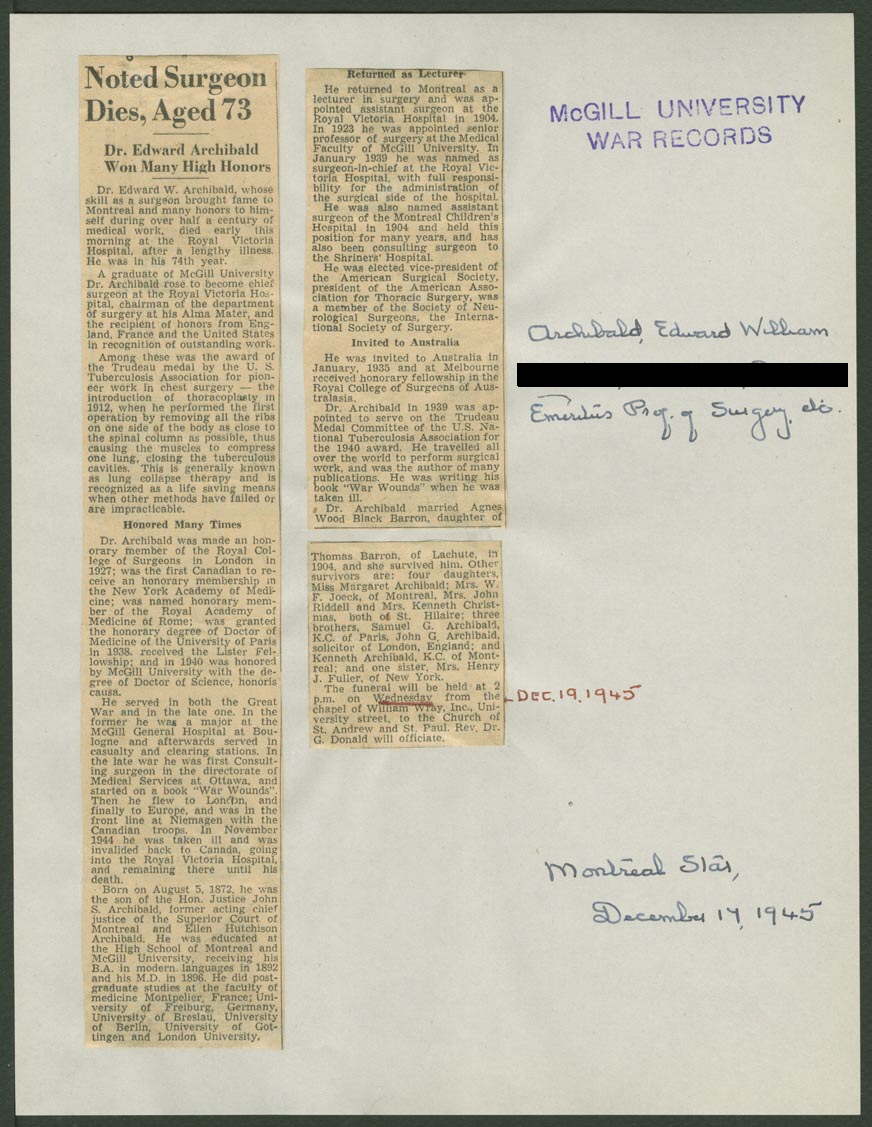 Noted Surgeon
Dies, Aged 73
Dr. Edward Archibald
Won Many High Honors
Dr. Edward W. Archibald, whose
skill as a surgeon brought fame to
Montreal and many honors to him-
self during over half a century of
medical work, died early this
morning at the Royal Victoria
Hospital, after a lengthy illness.
He was in his 74th year.
A graduate of McGill University
Dr. Archibald rose to become chief
surgeon at the Royal Victoria Hos-
pital, chairman of the department
of surgery at his Alma Mater, and
the recipient of honors from Eng-
land, France and the United States
in recognition of outstanding work.
Among these was the award of
the Trudeau medal by the U. S.
Tuberculosis Association for pion-
eer work in chest surgery — the
introduction of thoracoplasty in
1912, when he performed the first
operation by removing all the ribs
on one side of the body as close to
the spinal column as possible, thus
causing the muscles to compress
one lung, closing the tuberculous
cavities. This is generally known
as lung collapse therapy and is
recognized as a life saving means
when other methods have failed or
are impracticable.
Honored Many Times
Dr. Archibald was made an hon-
orary member of the Royal Col-
lege of Surgeons in London in
1927; was the first Canadian to re-
ceive an honorary membership in
the New York Academy of Medi-
cine; was named honorary mem-
ber of the Royal Academy of
Medicine of Rome; was granted
the honorary degree of Doctor of
Medicine of the University of Paris
in 1938. received the Lister Fel-
lowship; and in 1940 was honored
by McGill University with the de-
gree of Doctor of Science, honoris
causa.
He served in both the Great
War and in the late one. In the
former he was a major at the
McGill General Hospital at Bou-
logne and afterwards served in
casualty and clearing stations. In
the late war he was first Consult-
ing surgeon in the directorate of
Medical Services at Ottawa, and
started on a book "War Wounds".
Then he flew to London, and
finally to Europe, and was in the
front line at Niemagen with the
Canadian troops. In November
1944 he was taken ill and was
invalided back to Canada, going
into the Royal Victoria Hospital,
and remaining there until his
death.
Born on August 5, 1872, he was
the son of the Hon. Justice John
S. Archibald, former acting chief
justice of the Superior Court of
Montreal and Ellen Hutchison
Archibald. He was educated at
the High School of Montreal and
McGill University, receiving his
B.A. in modern languages in 1892
and his M.D. in 1896. He did post-
graduate studies at the faculty of
medicine Montpelier, France; Uni-
versity of Freiburg, Germany,
University of Breslau, University
of Berlin, University of Got-
tingen and London University.
Returned as Lecturer
He returned to Montreal as a
lecturer in surgery and was ap-
pointed assistant surgeon at the
Royal Victoria Hospital in 1904.
In 1923 he was appointed senior
professor of surgery at the Medical
Faculty of McGill University. In
January 1939 he was named as
surgeon-in-chief at the Royal Vic-
toria Hospital, with full responsi-
bility for the administration of
the surgical side of the hospital.
He was also named assistant
surgeon of the Montreal Children's
Hospital in 1904 and held this
position for many years, and has
also been consulting surgeon to
the Shriners' Hospital.
He was elected vice-president of
the American Surgical Society,
president of the American Asso-
ciation for Thoracic Surgery, was
a member of the Society of Neu-
rological Surgeons, the Interna-
tional Society of Surgery.
Invited to Australia
He was invited to Australia in
January, 1935 and at Melbourne
received honorary fellowship in the
Royal College of Surgeons of Aus-
tralasia.
Dr. Archibald in 1939 was ap-
pointed to serve on the Trudeau
Medal Committee of the U.S. Na-
tional Tuberculosis Association for
the 1940 award. He travelled all
over the world to perform surgical
work, and was the author of many
publications. He was writing his
book "War Wounds" when he was
taken ill.
Dr. Archibald married Agnes
Wood Black Barron, daughter of
Thomas Barron, of Lachute, in
1904, and she survived him. Other
survivors are: four daughters,
Miss Margaret Archibald; Mrs. W.
F. Joeck, of Montreal, Mrs. John
Riddell and Mrs. Kenneth Christ-
mas, both of St. Hilaire; three
brothers, Samuel G. Archibald,
K.C. of Paris, John G. Archibald,
solicitor of London, England; and
Kenneth Archibald, K.C. of Mont-
real; and one sister, Mrs. Henry
J. Fuller, of New York.
The funeral will be held at 2
p.m. on Wednesday from the
chapel of William Wray, Inc., Uni-
versity street, to the Church of
St. Andrew and St. Paul. Rev. Dr.
G. Donald will officiate.
DEC. 19, 1945
McGILL UNIVERSITY
WAR RECORDS
Archibald, Edward William
Emeritus Prof. of Surgery, etc.
Montreal Star,
December 17, 1945